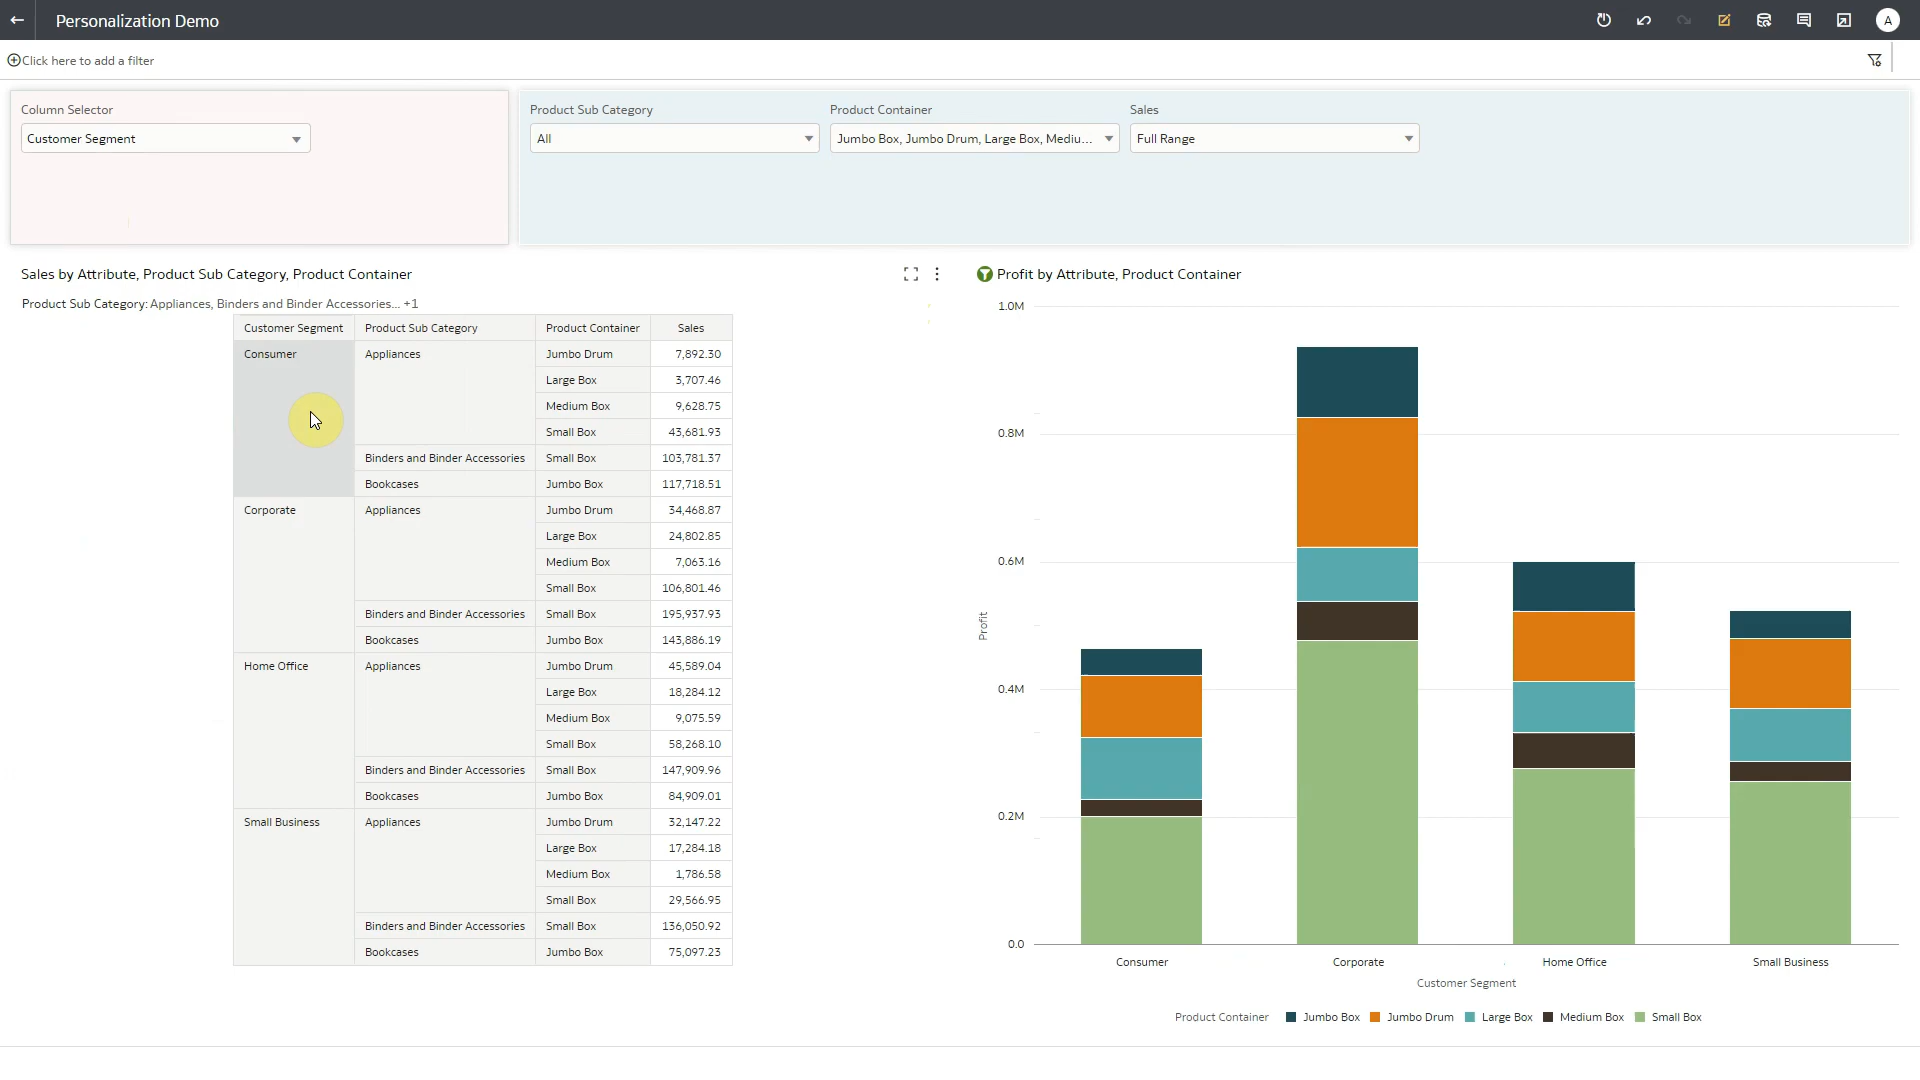 Personalization Demo
A
Click here to add a filter
Column Selector
Customer Segment
Product Sub Category
All
Product Container
Jumbo Box, Jumbo Drum, Large Box, Mediu...
Sales
Full Range
Sales by Attribute, Product Sub Category, Product Container
Product Sub Category: Appliances, Binders and Binder Accessories... +1
Customer Segment Product Sub Category Product Container Sales
Consumer Appliances Jumbo Drum 7,892.30
Large Box 3,707.46
Medium Box 9,628.75
Small Box 43,681.93
Binders and Binder Accessories Small Box 103,781.37
Bookcases Jumbo Box 117,718.51
Corporate Appliances Jumbo Drum 34,468.87
Large Box 24,802.85
Medium Box 7,063.16
Small Box 106,801.46
Binders and Binder Accessories Small Box 195,937.93
Bookcases Jumbo Box 143,886.19
Home Office Appliances Jumbo Drum 45,589.04
Large Box 18,284.12
Medium Box 9,075.59
Small Box 58,268.10
Binders and Binder Accessories Small Box 147,909.96
Bookcases Jumbo Box 84,909.01
Small Business Appliances Jumbo Drum 32,147.22
Large Box 17,284.18
Medium Box 1,786.58
Small Box 29,566.95
Binders and Binder Accessories Small Box 136,050.92
Bookcases Jumbo Box 75,097.23
Profit by Attribute, Product Container
1.0M
0.8M
0.6M
0.4M
0.2M
0.0
Profit
Consumer Corporate Home Office Small Business
Customer Segment
Product Container Jumbo Box Jumbo Drum Large Box Medium Box Small Box